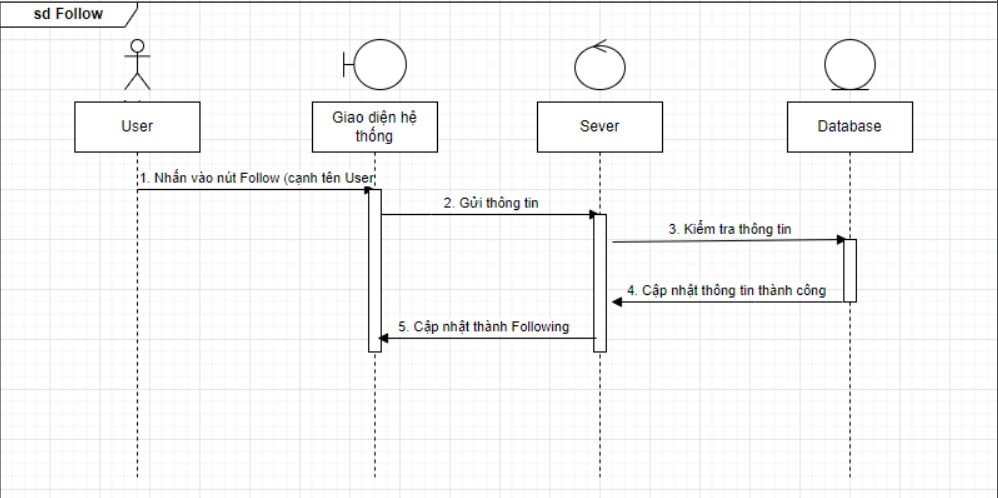 sd Follow
User
Giao diện hệ
thống
Sever
Database
1. Nhấn vào nút Follow (cạnh tên User
2. Gửi thông tin
3. Kiểm tra thông tin
4. Cập nhật thông tin thành công
5. Cập nhật thành Following